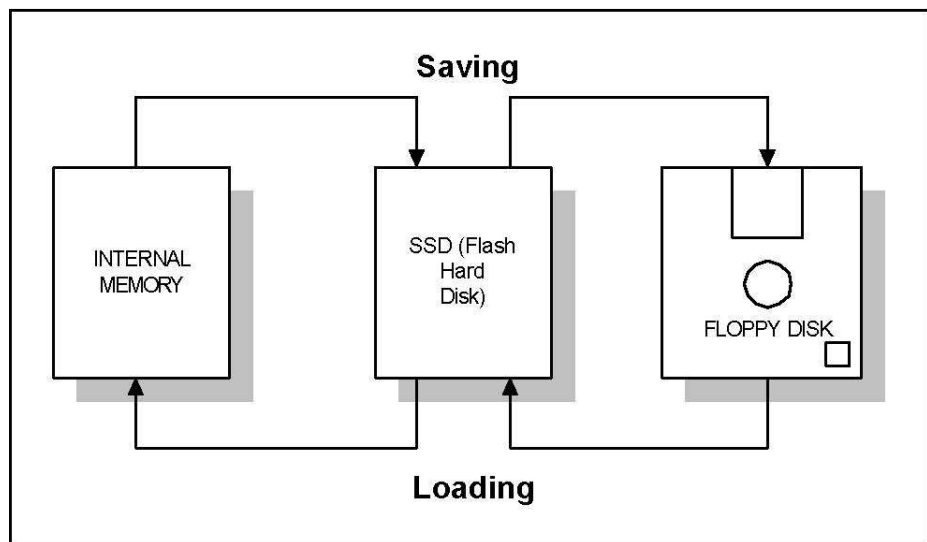 Saving
INTERNAL
MEMORY
SSD (Flash
Hard
Disk)
FLOPPY DISK
Loading